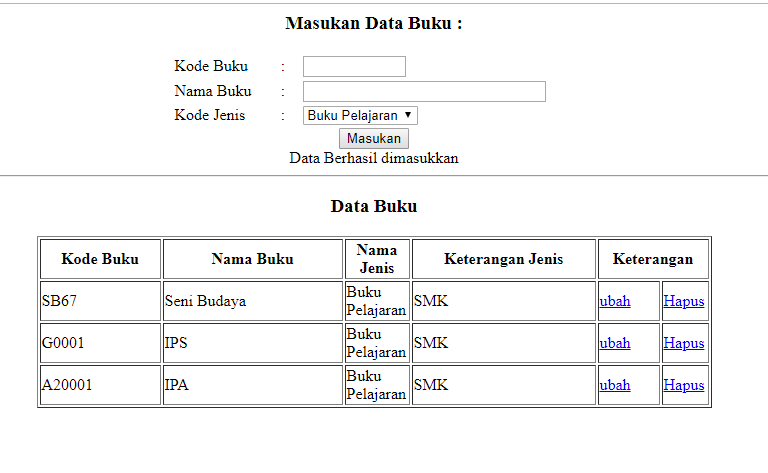 Masukan Data Buku :
Kode Buku :
Nama Buku :
Kode Jenis : Buku Pelajaran
Masukan
Data Berhasil dimasukkan
Data Buku
Kode Buku Nama Buku Nama Jenis Keterangan Jenis Keterangan
SB67 Seni Budaya Buku Pelajaran SMK ubah Hapus
G0001 IPS Buku Pelajaran SMK ubah Hapus
A20001 IPA Buku Pelajaran SMK ubah Hapus